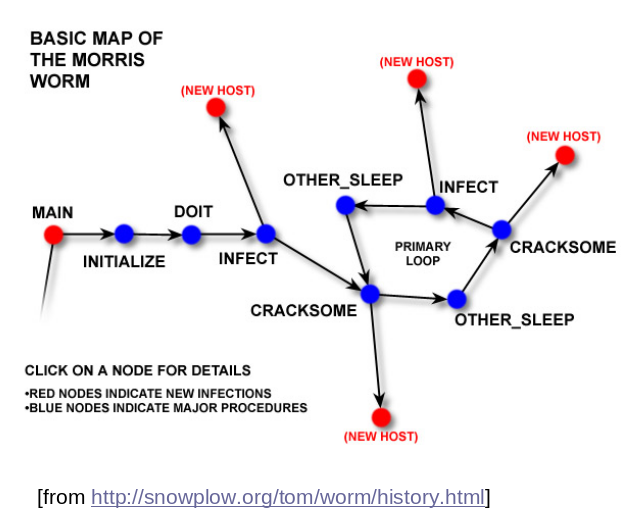 BASIC MAP OF
THE MORRIS
WORM
(NEW HOST)
(NEW HOST)
(NEW HOST)
OTHER_SLEEP
INFECT
MAIN
DOIT
CRACKSOME
PRIMARY
LOOP
INITIALIZE
INFECT
CRACKSOME
OTHER_SLEEP
CLICK ON A NODE FOR DETAILS
•RED NODES INDICATE NEW INFECTIONS
•BLUE NODES INDICATE MAJOR PROCEDURES
(NEW HOST)
[from http://snowplow.org/tom/worm/history.html]